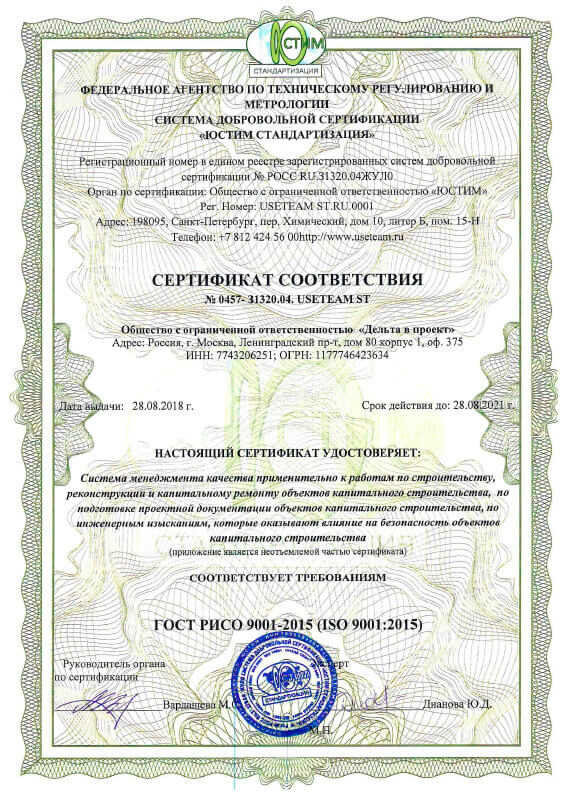 ЮСТИМ
СТАНДАРТИЗАЦИЯ
ФЕДЕРАЛЬНОЕ АГЕНТСТВО ПО ТЕХНИЧЕСКОМУ РЕГУЛИРОВАНИЮ И
МЕТРОЛОГИИ
СИСТЕМА ДОБРОВОЛЬНОЙ СЕРТИФИКАЦИИ
«ЮСТИМ СТАНДАРТИЗАЦИЯ»
Регистрационный номер в едином реестре зарегистрированных систем добровольной
сертификации № РОСС RU.31320.04ЖУЛ0
Орган по сертификации: Общество с ограниченной ответственностью «ЮСТИМ»
Рег. Номер: USETEAM ST.RU.0001
Адрес: 198095, Санкт-Петербург, пер. Химический, дом 10, литер Б, пом. 15-Н
Телефон: +7 812 424 56 00http://www.useteam.ru
СЕРТИФИКАТ СООТВЕТСТВИЯ
№ 0457- 31320.04. USETEAM ST
Общество с ограниченной ответственностью «Дельта в проект»
Адрес: Россия, г. Москва, Ленинградский пр-т, дом 80 корпус 1, оф. 375
ИНН: 7743206251; ОГРН: 1177746423634
Дата выдачи: 28.08.2018 г.
Срок действия до: 28.08.2021 г.
НАСТОЯЩИЙ СЕРТИФИКАТ УДОСТОВЕРЯЕТ:
Система менеджмента качества применительно к работам по строительству,
реконструкции и капитальному ремонту объектов капитального строительства, по
подготовке проектной документации объектов капитального строительства, по
инженерным изысканиям, которые оказывают влияние на безопасность объектов
капитального строительства
(приложение является неотъемлемой частью сертификата)
СООТВЕТСТВУЕТ ТРЕБОВАНИЯМ
ГОСТ РИСО 9001-2015 (ISO 9001:2015)
Руководитель органа
по сертификации
эксперт
Вардашева М.С.
Дианова Ю.Д.
СТАНДАРТИЗАЦИЯ
М.П.